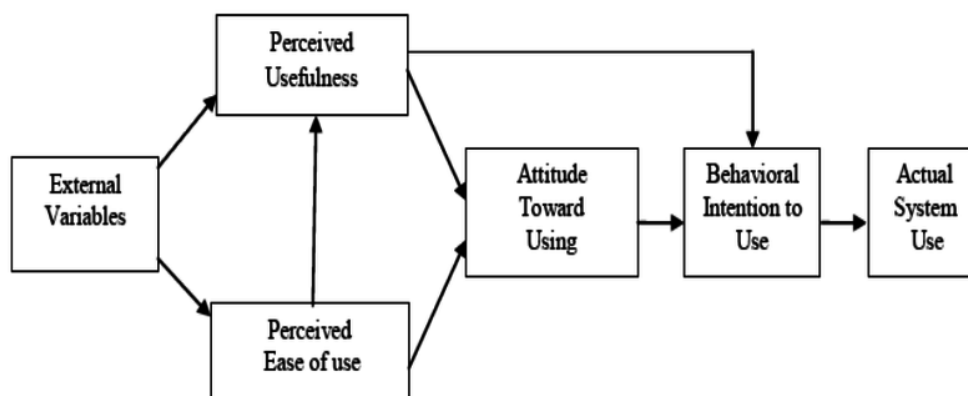 Perceived
Usefulness
External
Variables
Perceived
Ease of use
Attitude
Toward
Using
Behavioral
Intention to
Use
Actual
System
Use